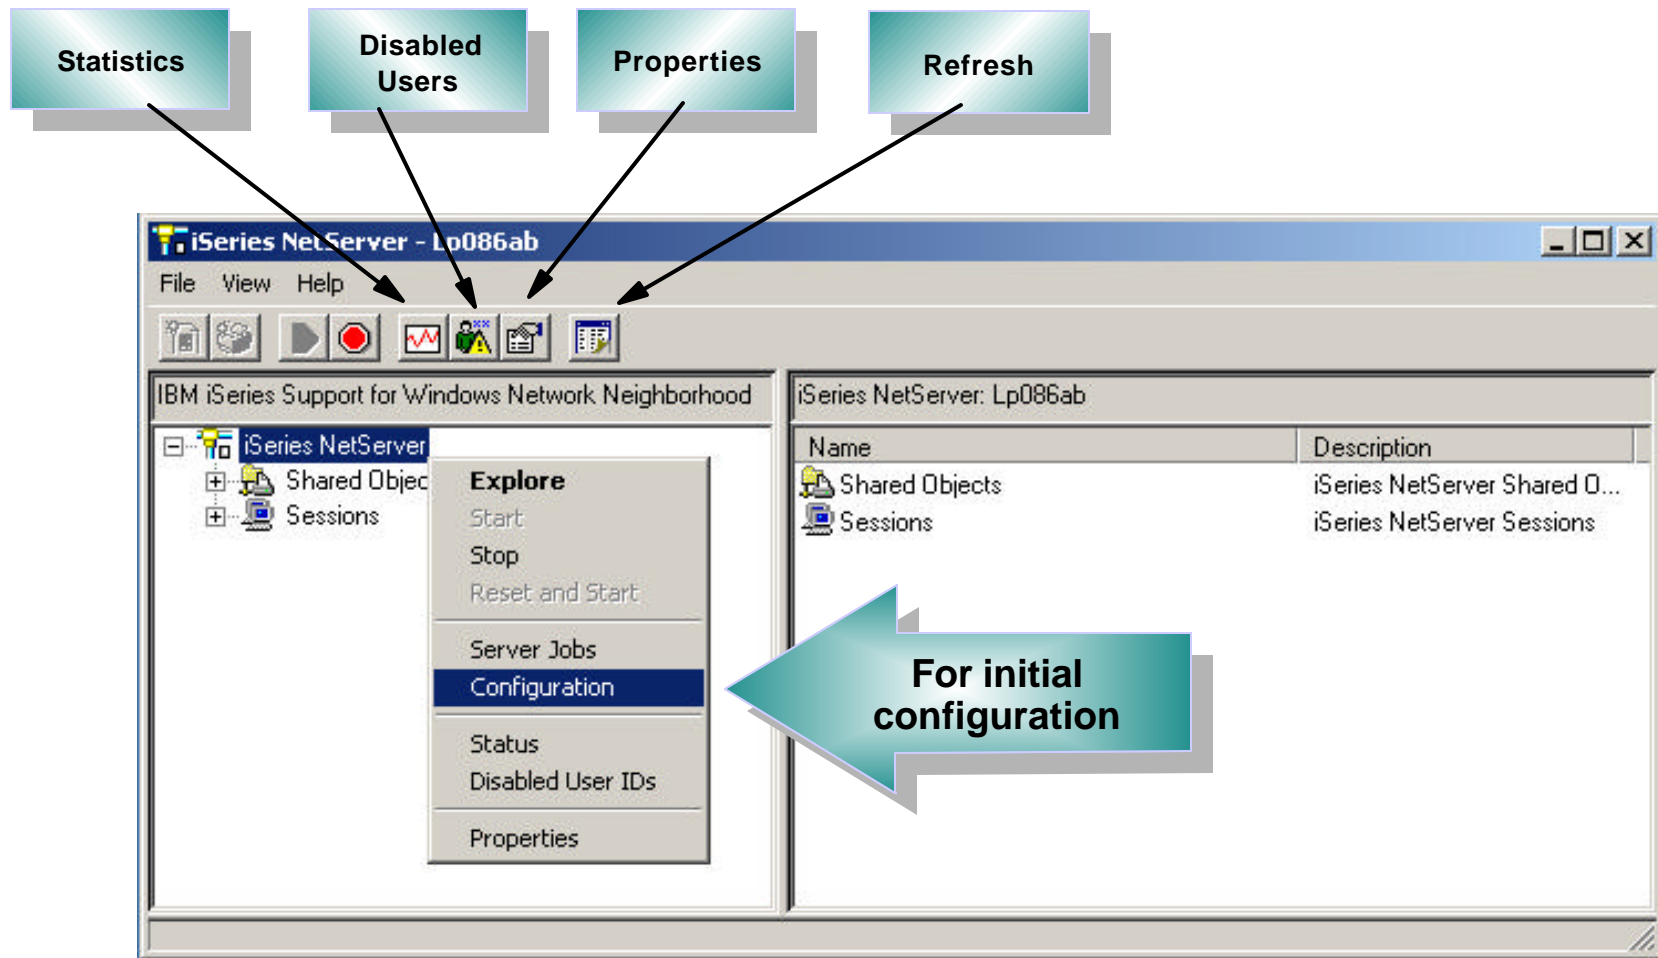 Statistics
Disabled
Users
Properties
Refresh
iSeries NetServer - Lp086ab
File View Help
IBM iSeries Support for Windows Network Neighborhood
iSeries NetServer: Lp086ab
iSeries NetServer
Shared Objec
Sessions
Explore
Start
Stop
Reset and Start
Server Jobs
Configuration
Status
Disabled User IDs
Properties
Name Description
Shared Objects iSeries NetServer Shared O...
Sessions iSeries NetServer Sessions
For initial
configuration